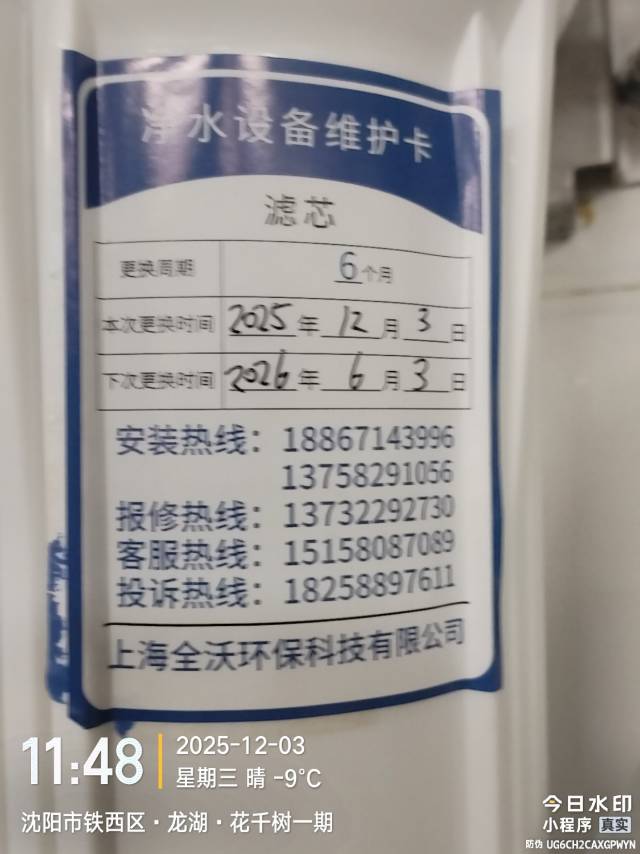 净水设备维护卡
滤芯
更换周期 6个月
本次更换时间 2025年12月3日
下次更换时间 2026年6月3日
安装热线：18867143996
13758291056
报修热线：13732292730
客服热线：15158087089
投诉热线：18258897611
上海全沃环保科技有限公司
11:48
2025-12-03
星期三 晴 -9℃
沈阳市铁西区·龙湖·花千树一期
今日水印
小程序 真实
防伪 UG6CH2CAXGPWYN